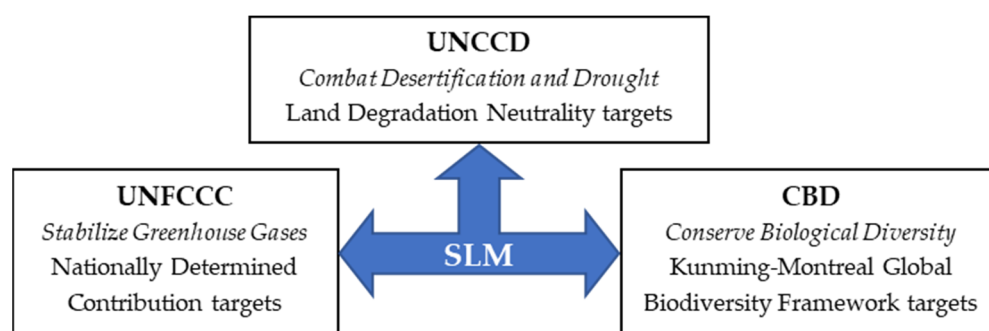 UNCCD
Combat Desertification and Drought
Land Degradation Neutrality targets
UNFCCC
Stabilize Greenhouse Gases
Nationally Determined
Contribution targets
SLM
CBD
Conserve Biological Diversity
Kunming-Montreal Global
Biodiversity Framework targets